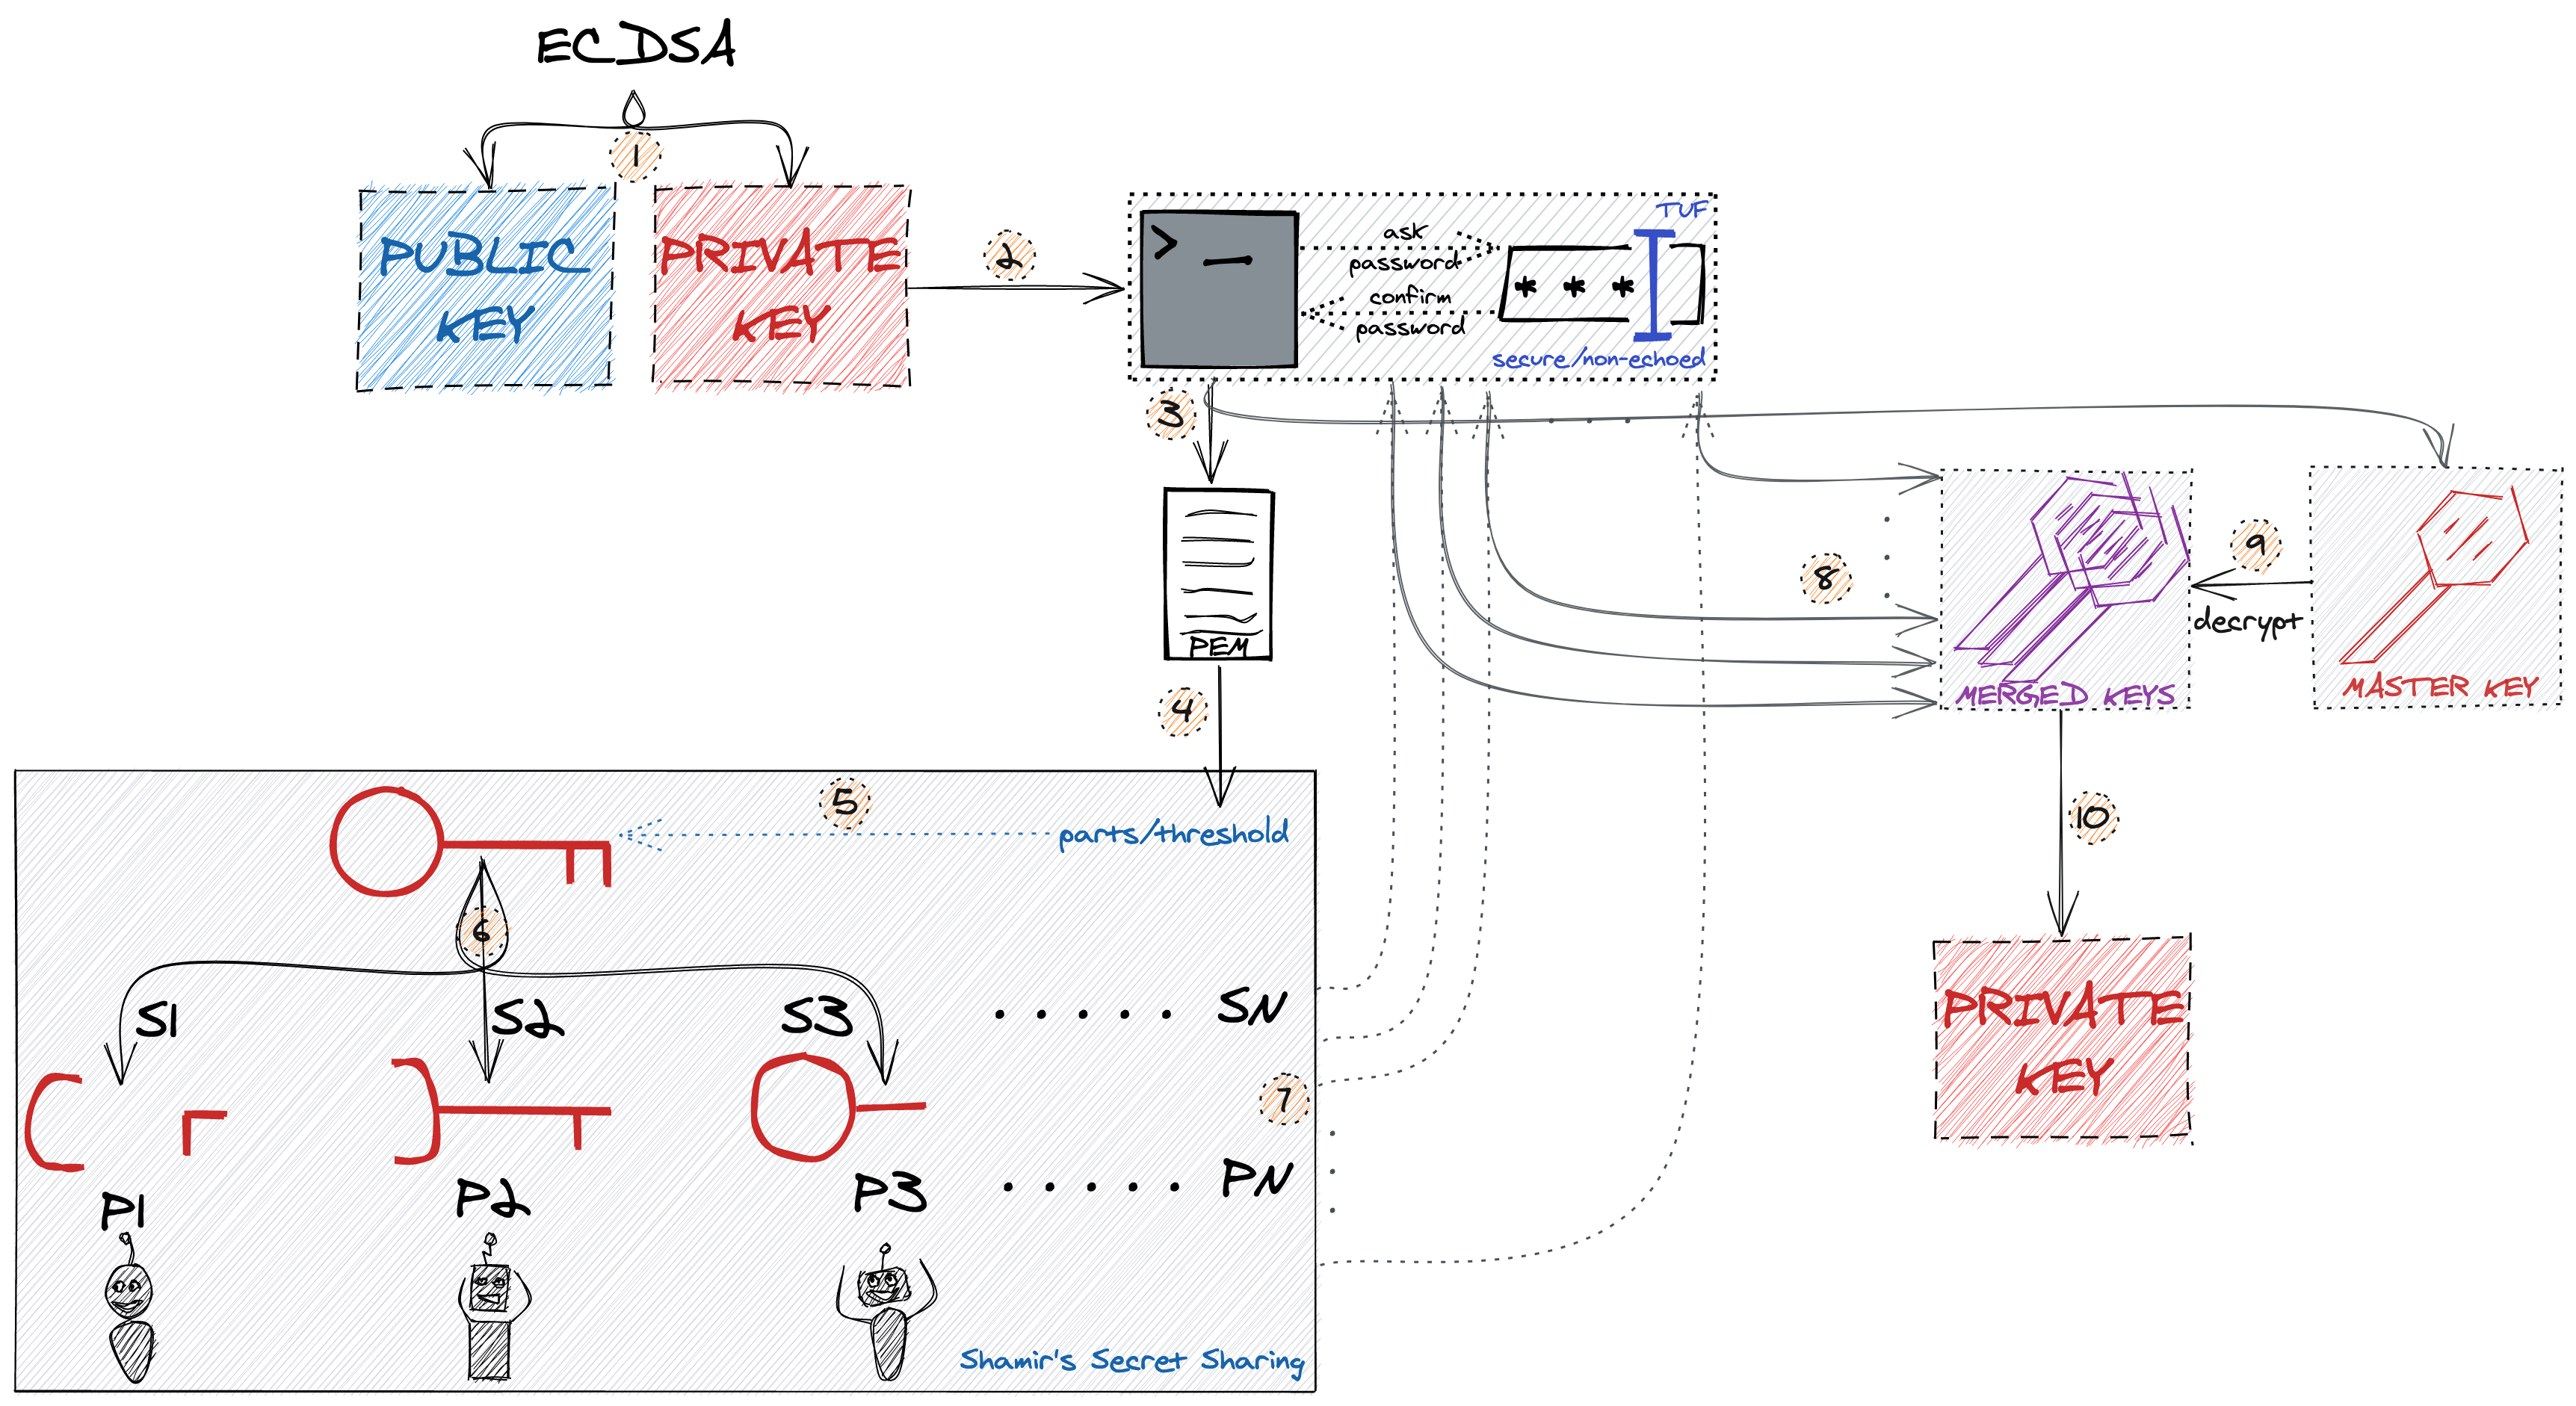 ECDSA
1
PUBLIC
KEY
PRIVATE
KEY
2
> _
ask
password
confirm
password
TUF
* * *
secure/non-echoed
3
PEM
4
8
MERGED KEYS
9
decrypt
MASTER KEY
10
PRIVATE
KEY
5
parts/threshold
6
S1
S2
S3
. . . . . SN
7
P1
P2
P3
. . . . . PN
Shamir's Secret Sharing